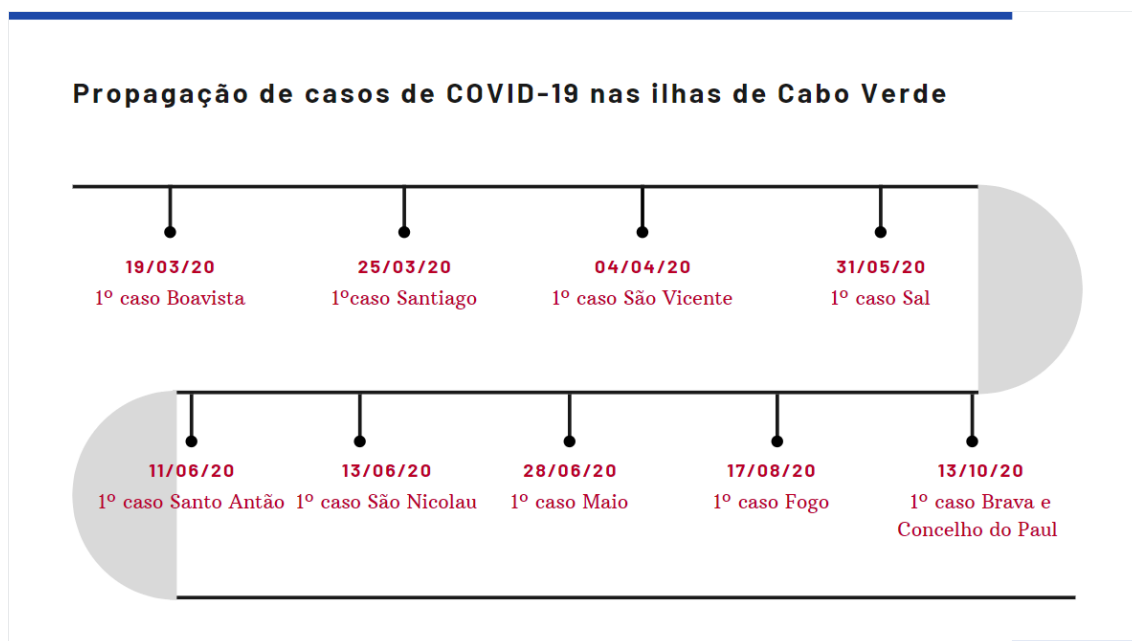 Propagação de casos de COVID-19 nas ilhas de Cabo Verde
19/03/20
1º caso Boavista
25/03/20
1ºcaso Santiago
04/04/20
1º caso São Vicente
31/05/20
1º caso Sal
11/06/20
1º caso Santo Antão
13/06/20
1º caso São Nicolau
28/06/20
1º caso Maio
17/08/20
1º caso Fogo
13/10/20
1º caso Brava e
Concelho do Paul